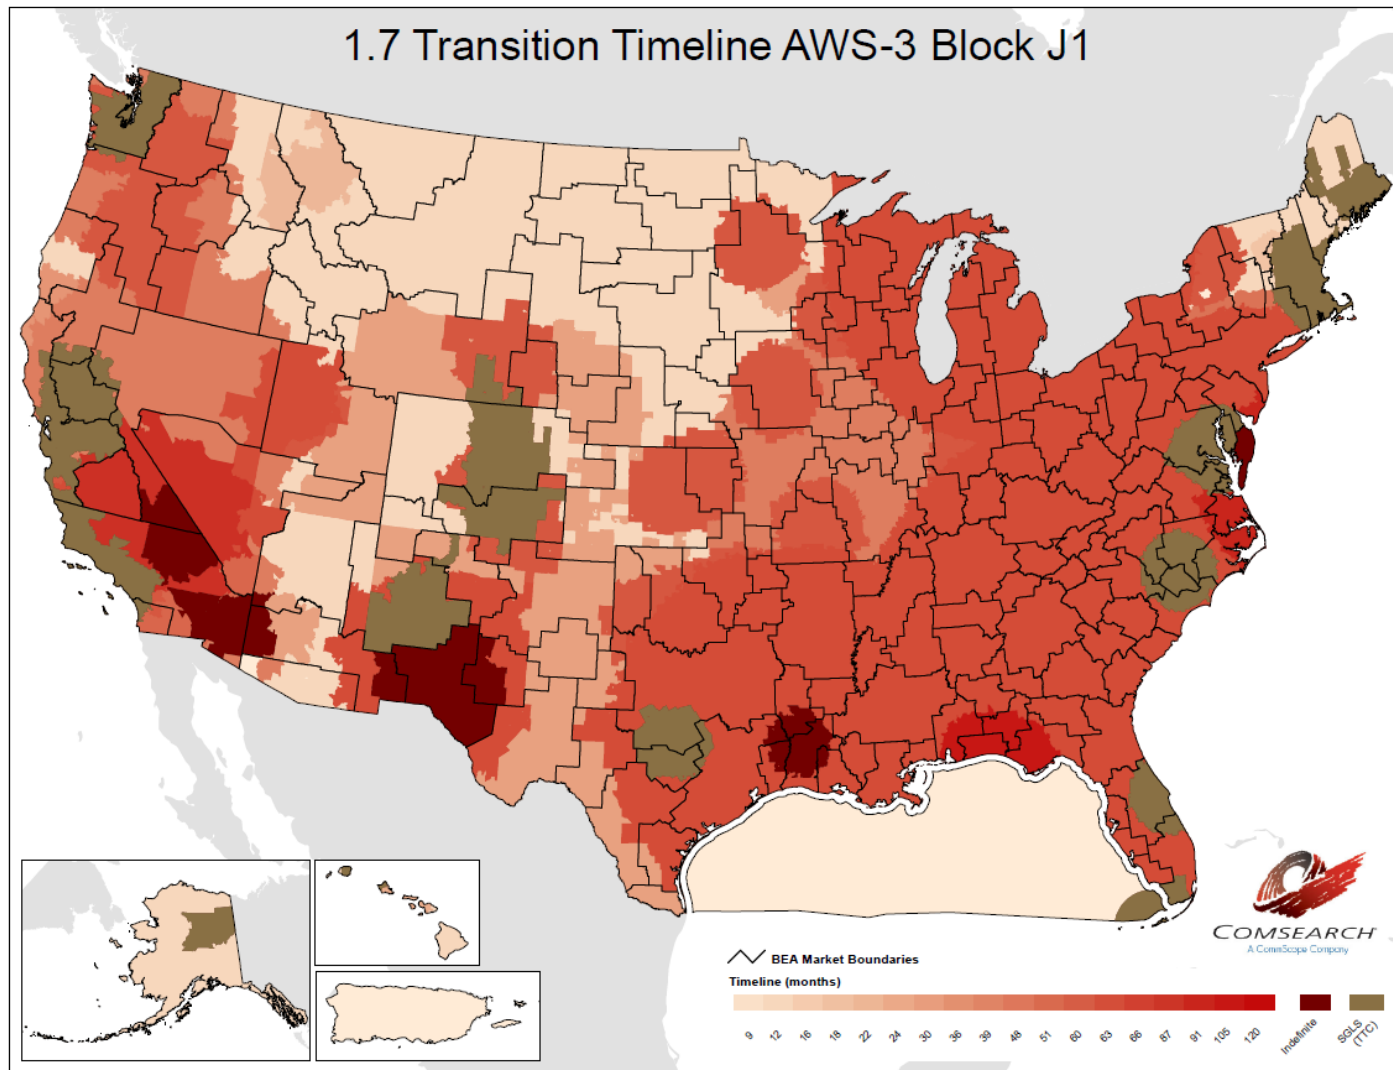 1.7 Transition Timeline AWS-3 Block J1
COMSEARCH
A CommScope Company
BEA Market Boundaries
Timeline (months)
9 12 16 18 22 24 30 36 39 48 51 60 63 66 87 91 105 120 Indefinite SGLS (TTC)